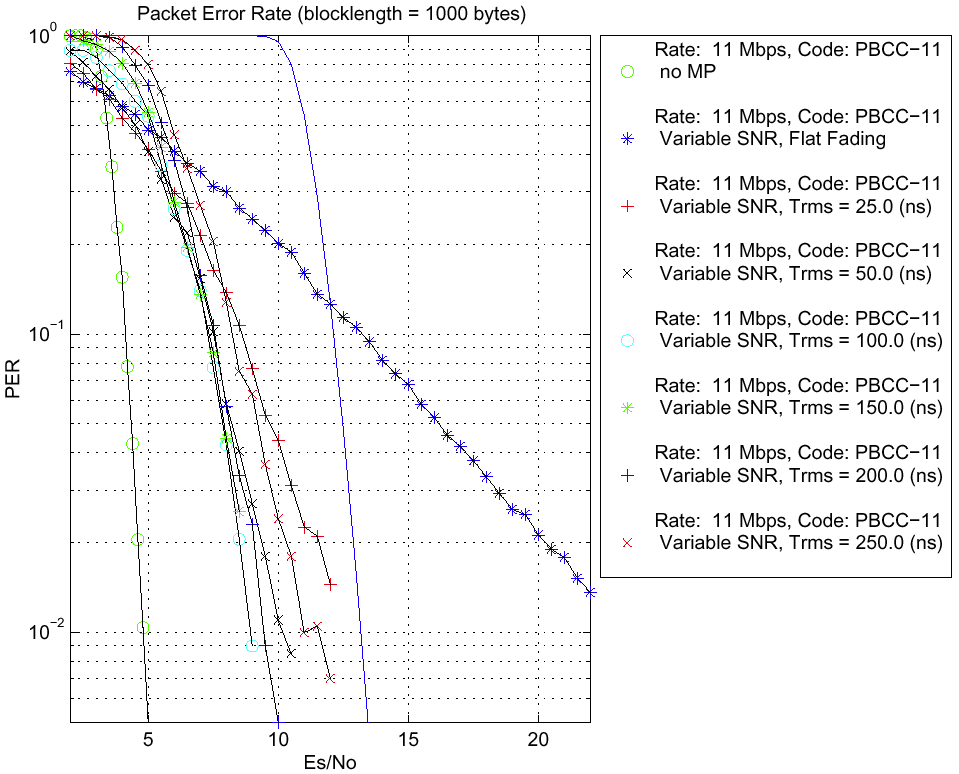 Packet Error Rate (blocklength = 1000 bytes)
10^0
10^−1
10^−2
PER
5
10
15
20
Es/No
Rate: 11 Mbps, Code: PBCC−11
no MP
Rate: 11 Mbps, Code: PBCC−11
Variable SNR, Flat Fading
Rate: 11 Mbps, Code: PBCC−11
Variable SNR, Trms = 25.0 (ns)
Rate: 11 Mbps, Code: PBCC−11
Variable SNR, Trms = 50.0 (ns)
Rate: 11 Mbps, Code: PBCC−11
Variable SNR, Trms = 100.0 (ns)
Rate: 11 Mbps, Code: PBCC−11
Variable SNR, Trms = 150.0 (ns)
Rate: 11 Mbps, Code: PBCC−11
Variable SNR, Trms = 200.0 (ns)
Rate: 11 Mbps, Code: PBCC−11
Variable SNR, Trms = 250.0 (ns)